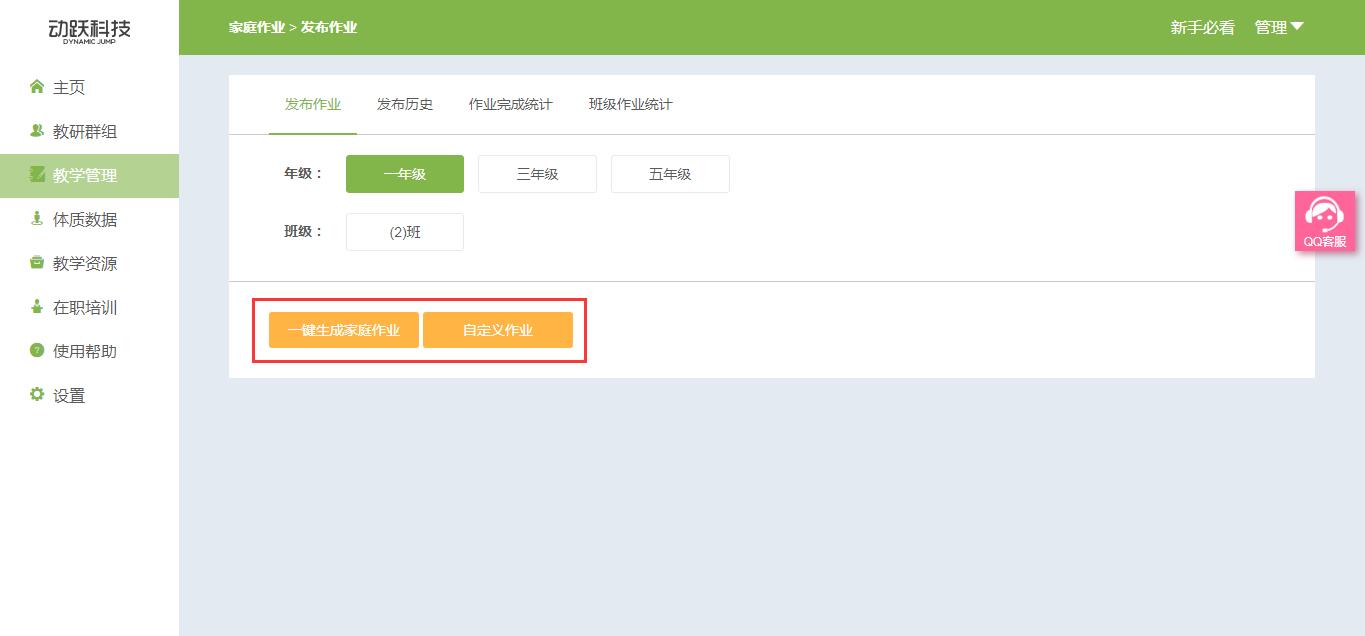 动跃科技
DYNAMIC JUMP
家庭作业 > 发布作业
新手必看 管理
主页
教研群组
教学管理
体质数据
教学资源
在职培训
使用帮助
设置
发布作业 发布历史 作业完成统计 班级作业统计
年级： 一年级 三年级 五年级
班级： (2)班
一键生成家庭作业 自定义作业
QQ客服